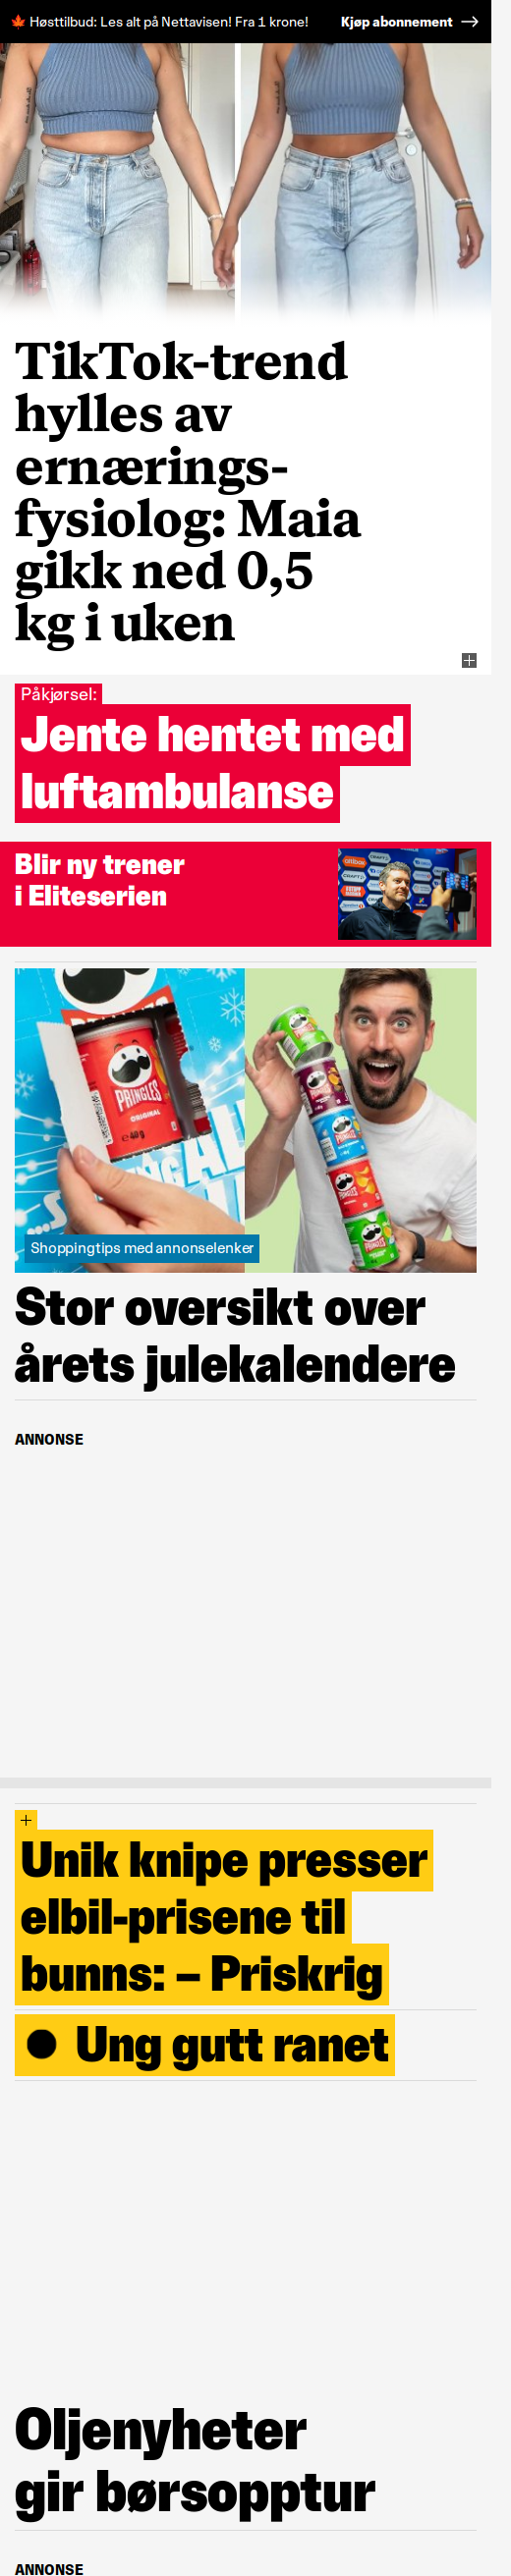 🍁 Høsttilbud: Les alt på Nettavisen! Fra 1 krone! Kjøp abonnement →
TikTok-trend
hylles av
ernærings-
fysiolog: Maia
gikk ned 0,5
kg i uken
Påkjørsel:
Jente hentet med
luftambulanse
Blir ny trener
i Eliteserien
PRINGLES
ORIGINAL
PRINGLES
Shoppingtips med annonselenker
Stor oversikt over
årets julekalendere
ANNONSE
+
Unik knipe presser
elbil-prisene til
bunns: – Priskrig
● Ung gutt ranet
Oljenyheter
gir børsopptur
ANNONSE